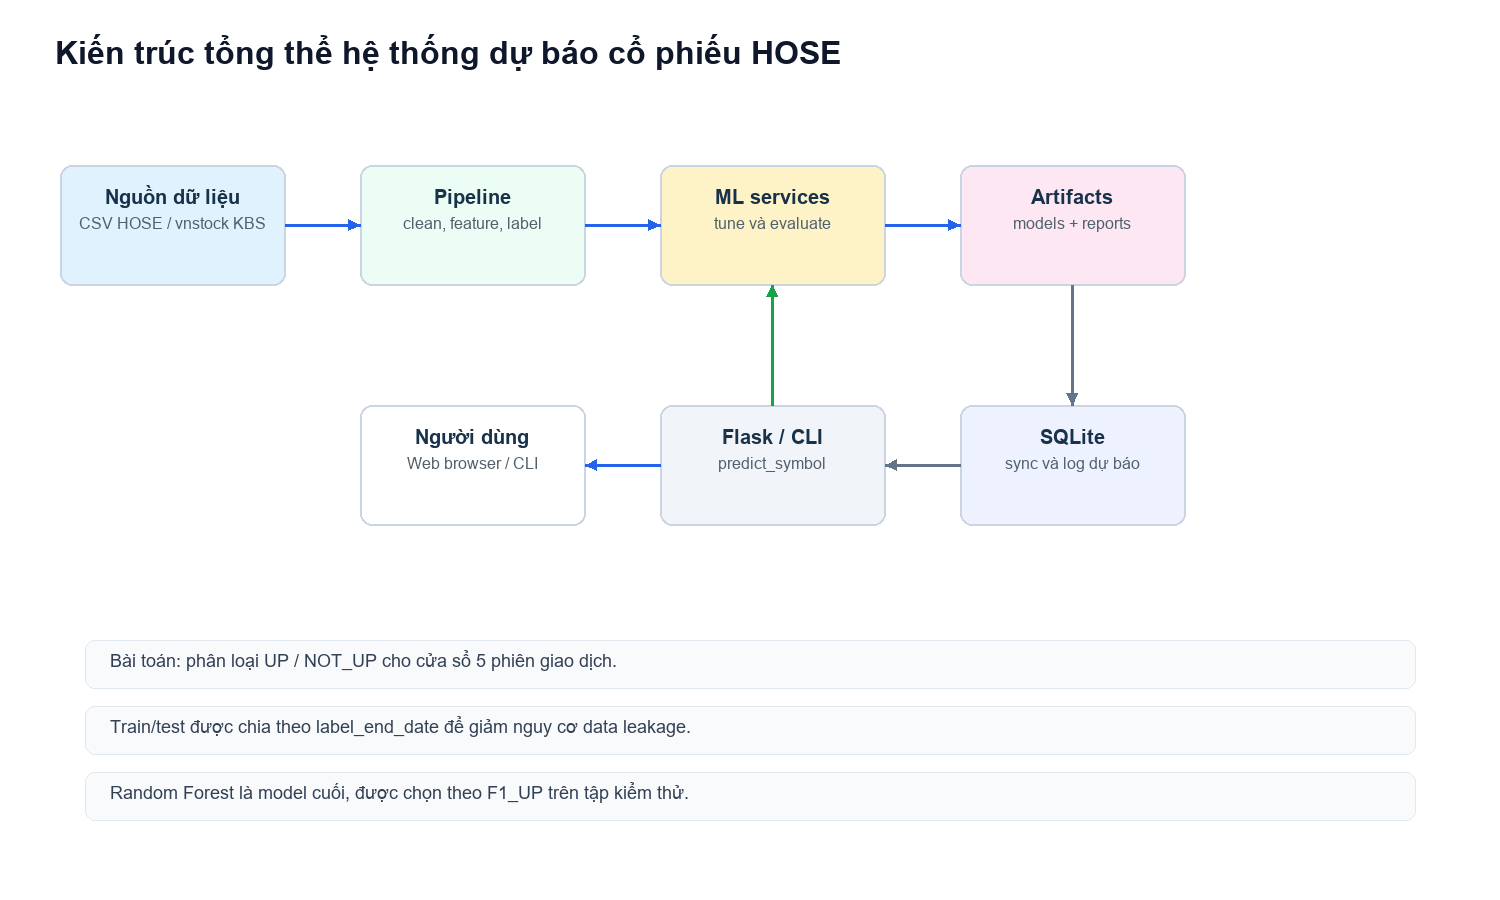 Kiến trúc tổng thể hệ thống dự báo cổ phiếu HOSE
Nguồn dữ liệu
CSV HOSE / vnstock KBS
Pipeline
clean, feature, label
ML services
tune và evaluate
Artifacts
models + reports
Người dùng
Web browser / CLI
Flask / CLI
predict_symbol
SQLite
sync và log dự báo
Bài toán: phân loại UP / NOT_UP cho cửa sổ 5 phiên giao dịch.
Train/test được chia theo label_end_date để giảm nguy cơ data leakage.
Random Forest là model cuối, được chọn theo F1_UP trên tập kiểm thử.